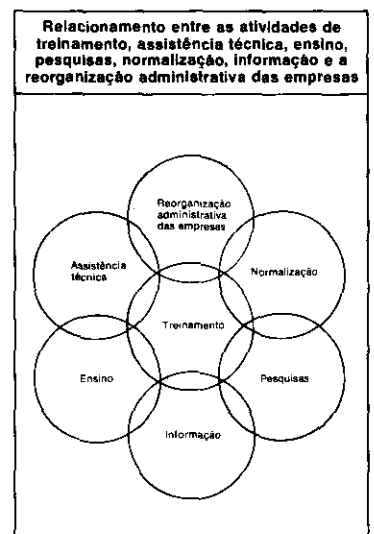 Relacionamento entre as atividades de
treinamento, assistência técnica, ensino,
pesquisas, normalização, informação e a
reorganização administrativa das empresas
Reorganização
administrativa
das empresas
Assistência
técnica
Normalização
Treinamento
Ensino
Pesquisas
Informação